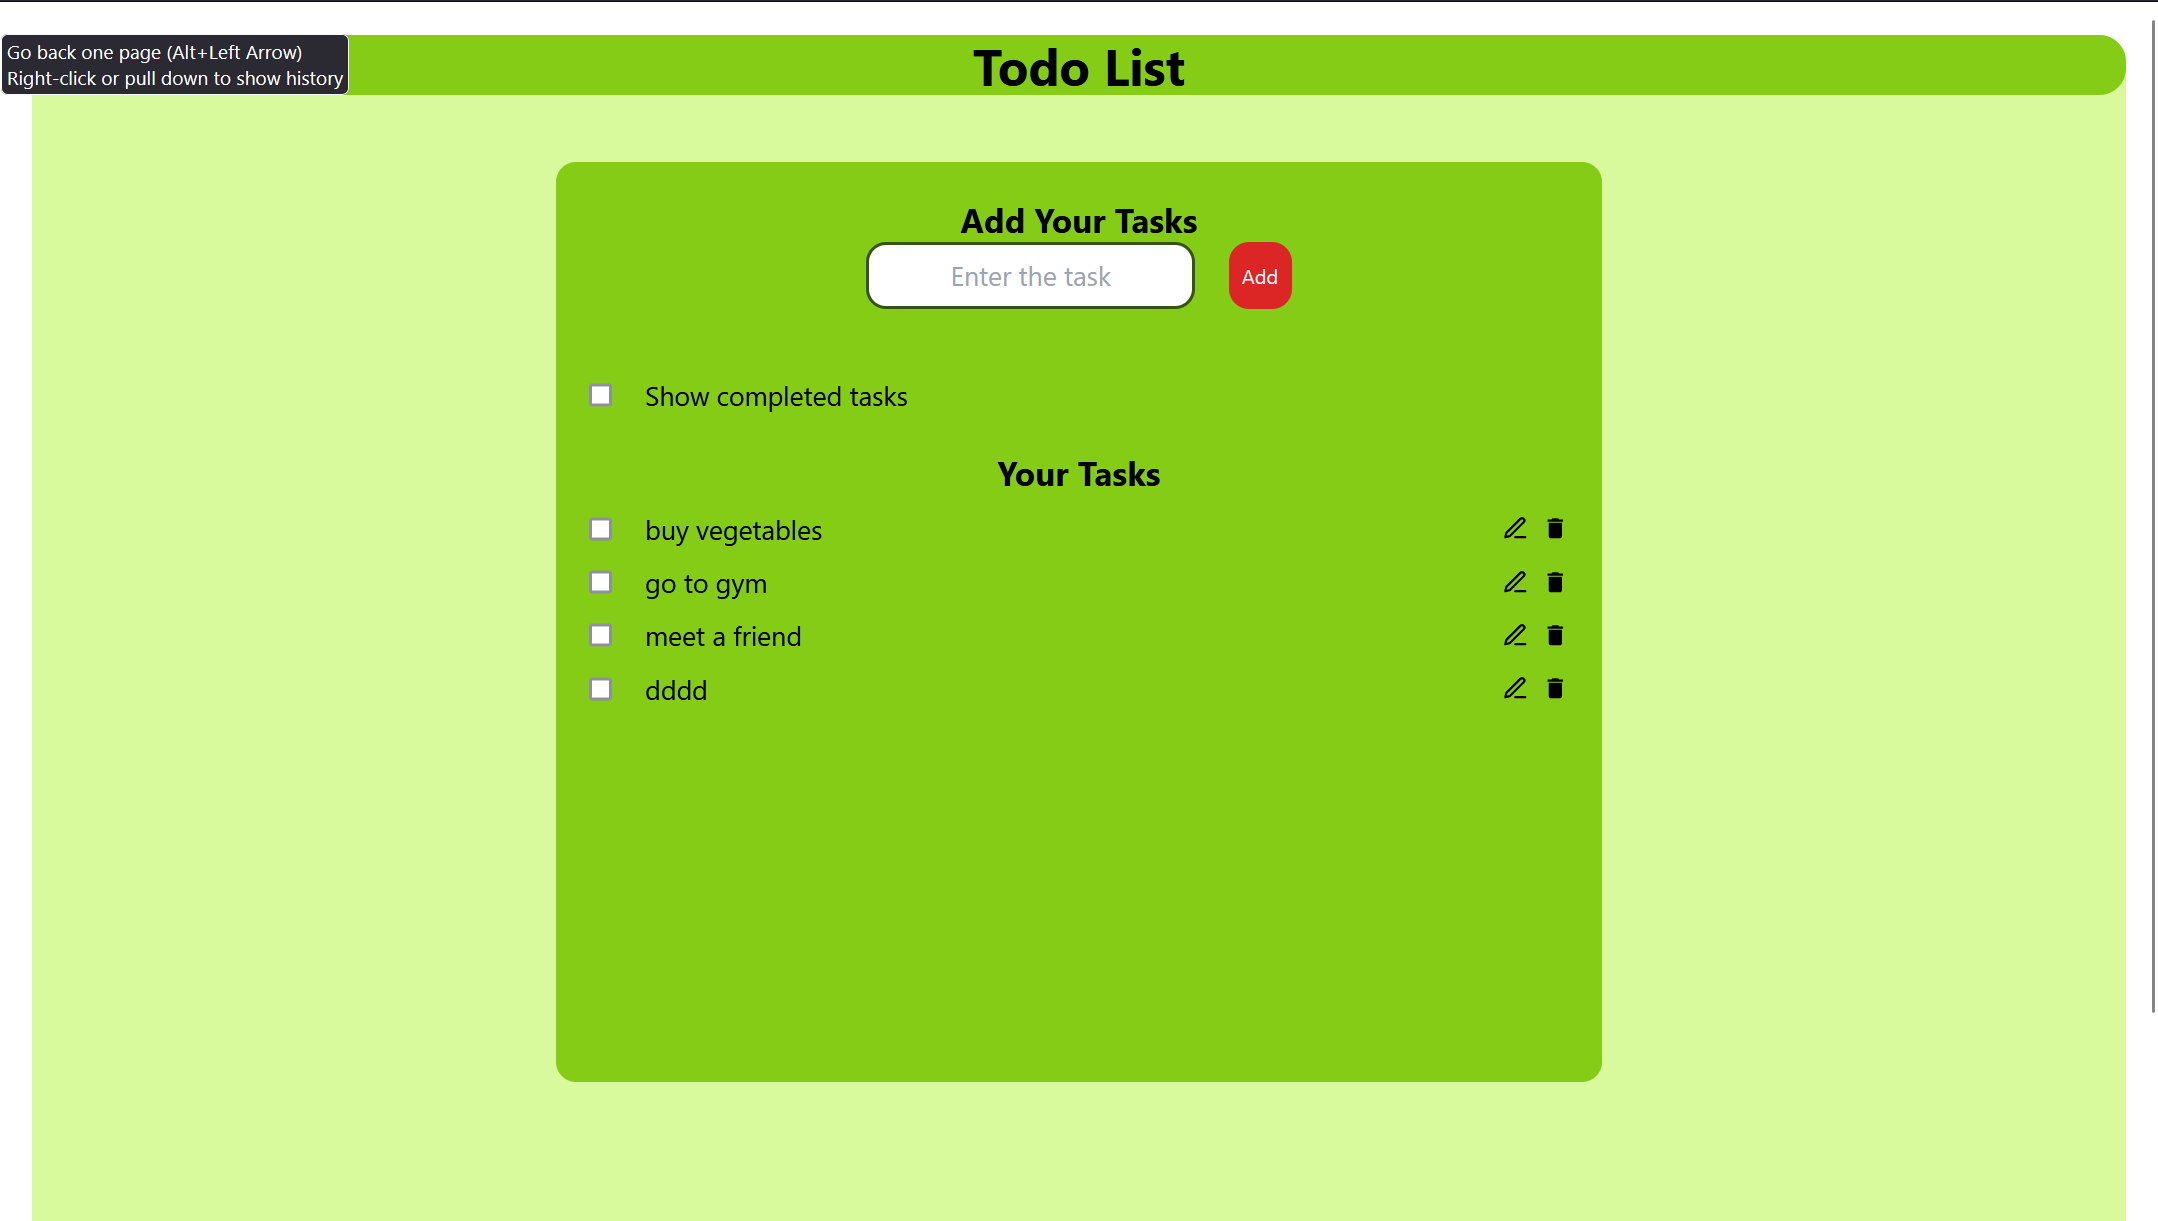 Go back one page (Alt+Left Arrow)
Right-click or pull down to show history
Todo List
Add Your Tasks
Enter the task
Add
Show completed tasks
Your Tasks
buy vegetables
go to gym
meet a friend
dddd